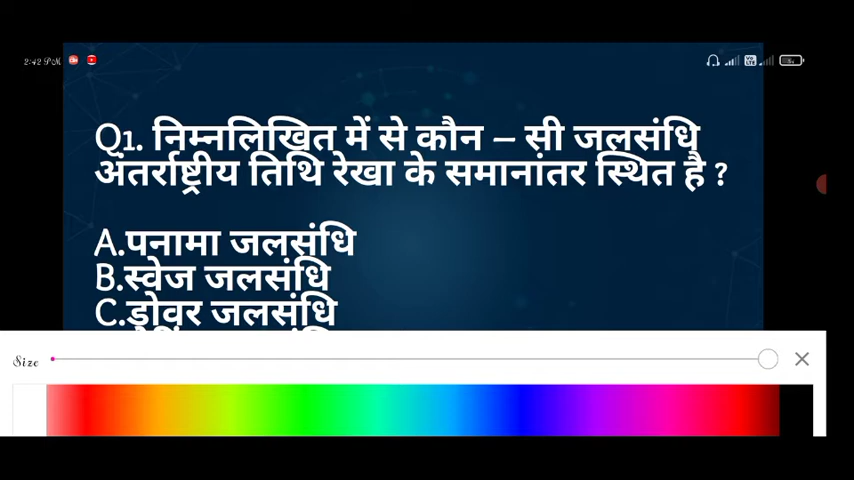 2:42 PM
Q1. निम्नलिखित में से कौन – सी जलसंधि
अंतर्राष्ट्रीय तिथि रेखा के समानांतर स्थित है ?
A.पनामा जलसंधि
B.स्वेज जलसंधि
C.डोवर जलसंधि
Size